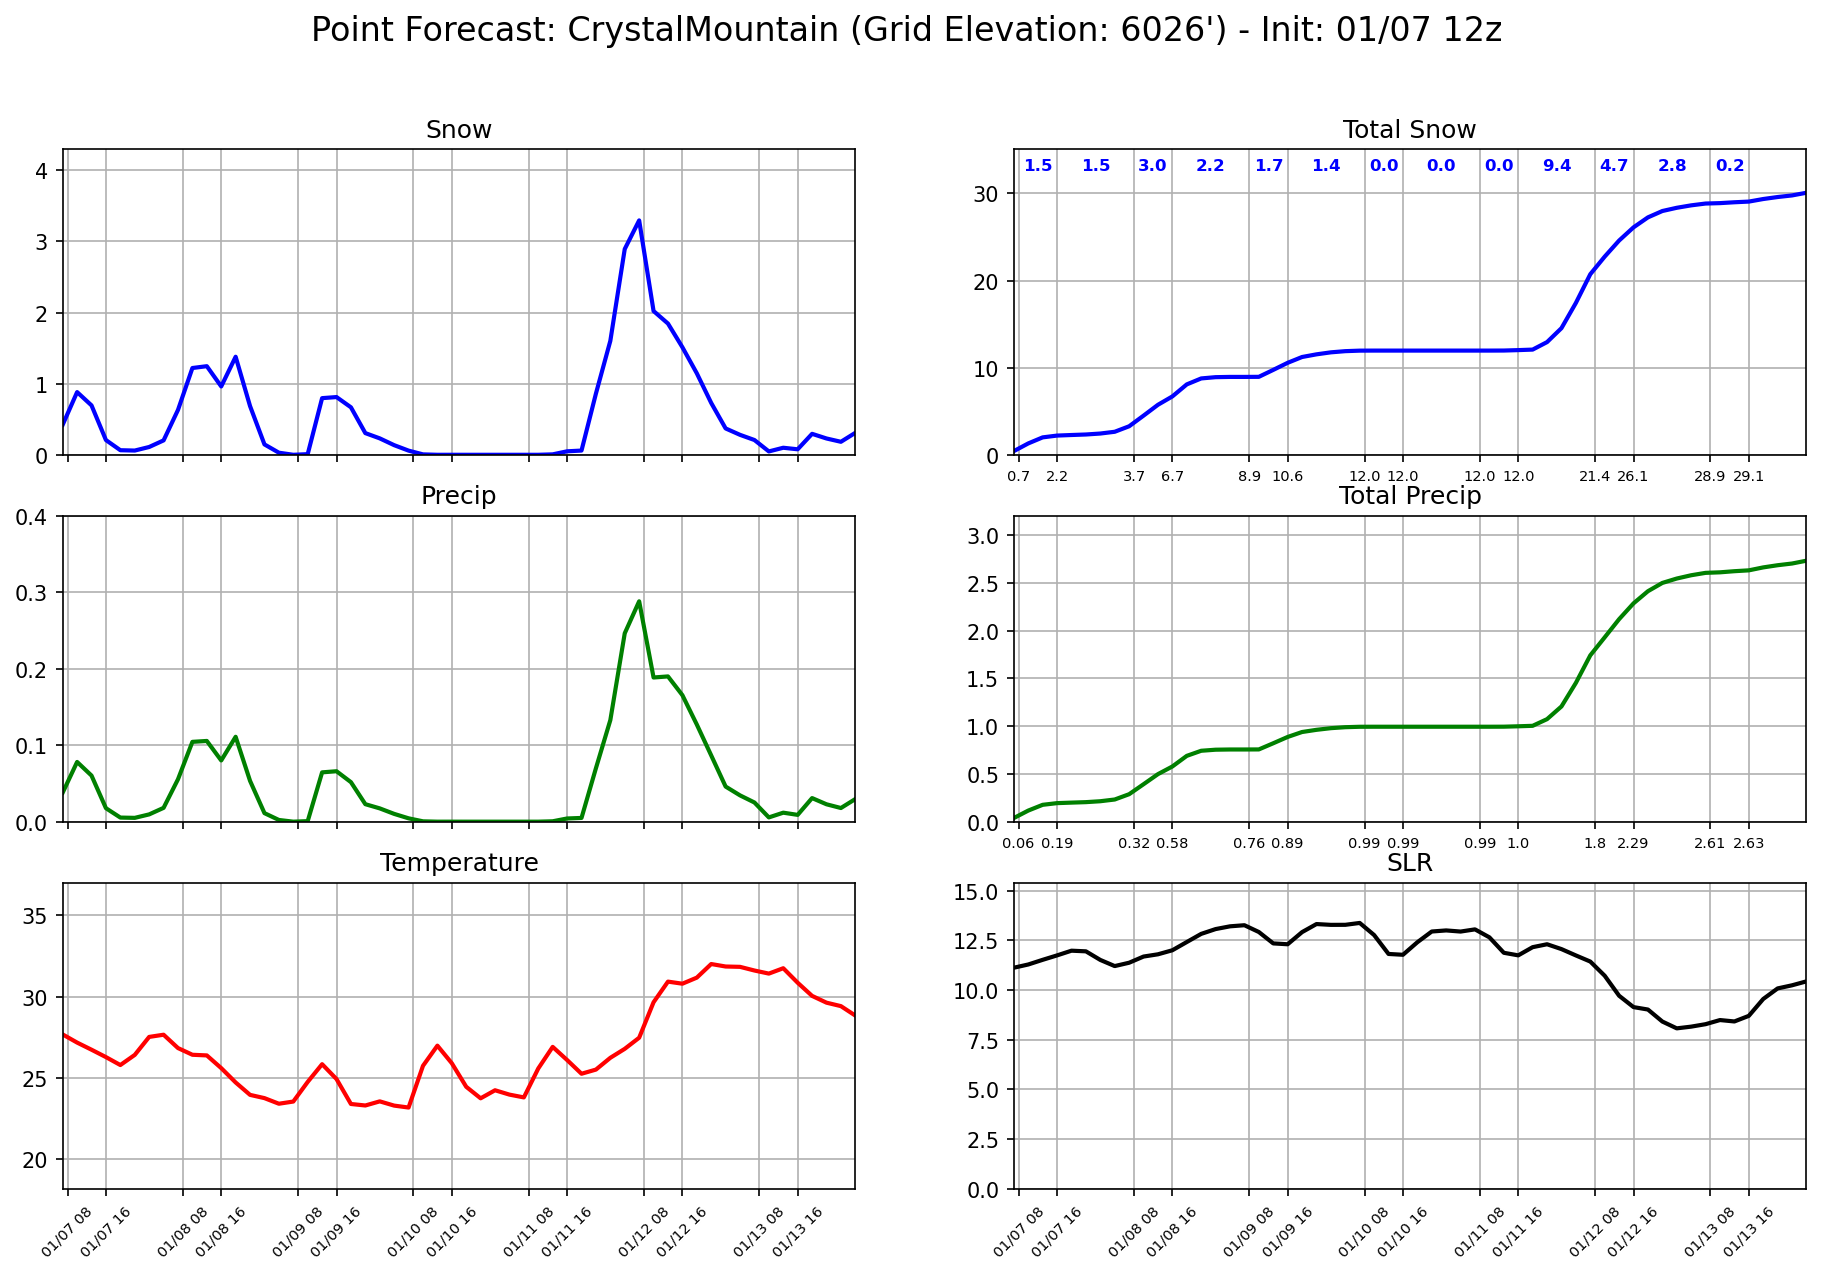 Point Forecast: CrystalMountain (Grid Elevation: 6026') - Init: 01/07 12z
Snow
4
3
2
1
0
Total Snow
1.5 1.5 3.0 2.2 1.7 1.4 0.0 0.0 0.0 9.4 4.7 2.8 0.2
30
20
10
0
0.7 2.2 3.7 6.7 8.9 10.6 12.0 12.0 12.0 12.0 21.4 26.1 28.9 29.1
Precip
0.4
0.3
0.2
0.1
0.0
Total Precip
3.0
2.5
2.0
1.5
1.0
0.5
0.0
0.06 0.19 0.32 0.58 0.76 0.89 0.99 0.99 0.99 1.0 1.8 2.29 2.61 2.63
Temperature
35
30
25
20
01/07 08 01/07 16 01/08 08 01/08 16 01/09 08 01/09 16 01/10 08 01/10 16 01/11 08 01/11 16 01/12 08 01/12 16 01/13 08 01/13 16
SLR
15.0
12.5
10.0
7.5
5.0
2.5
0.0
01/07 08 01/07 16 01/08 08 01/08 16 01/09 08 01/09 16 01/10 08 01/10 16 01/11 08 01/11 16 01/12 08 01/12 16 01/13 08 01/13 16